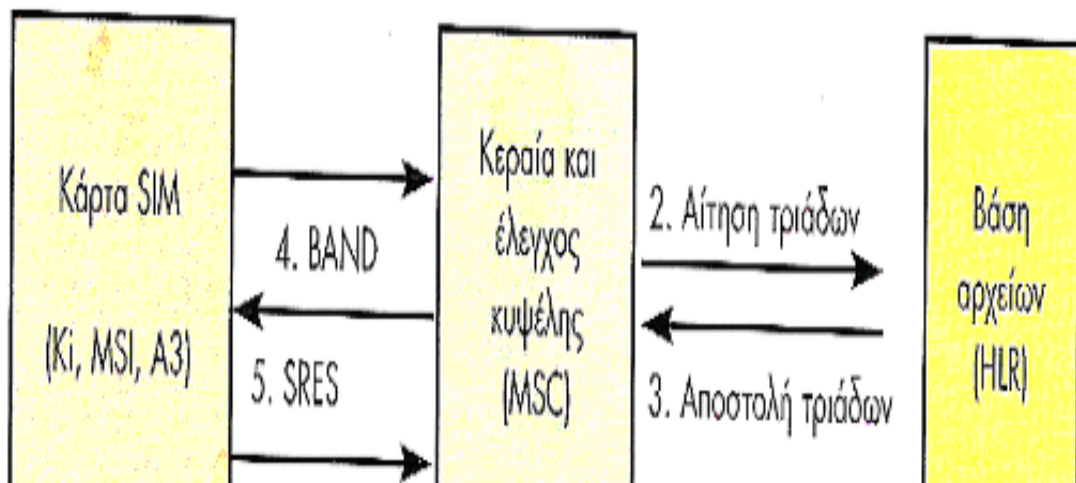 Κάρτα SIM
(Ki, MSI, A3)
4. BAND
5. SRES
Κεραία και
έλεγχος
κυψέλης
(MSC)
2. Αίτηση τριάδων
3. Αποστολή τριάδων
Βάση
αρχείων
(HLR)